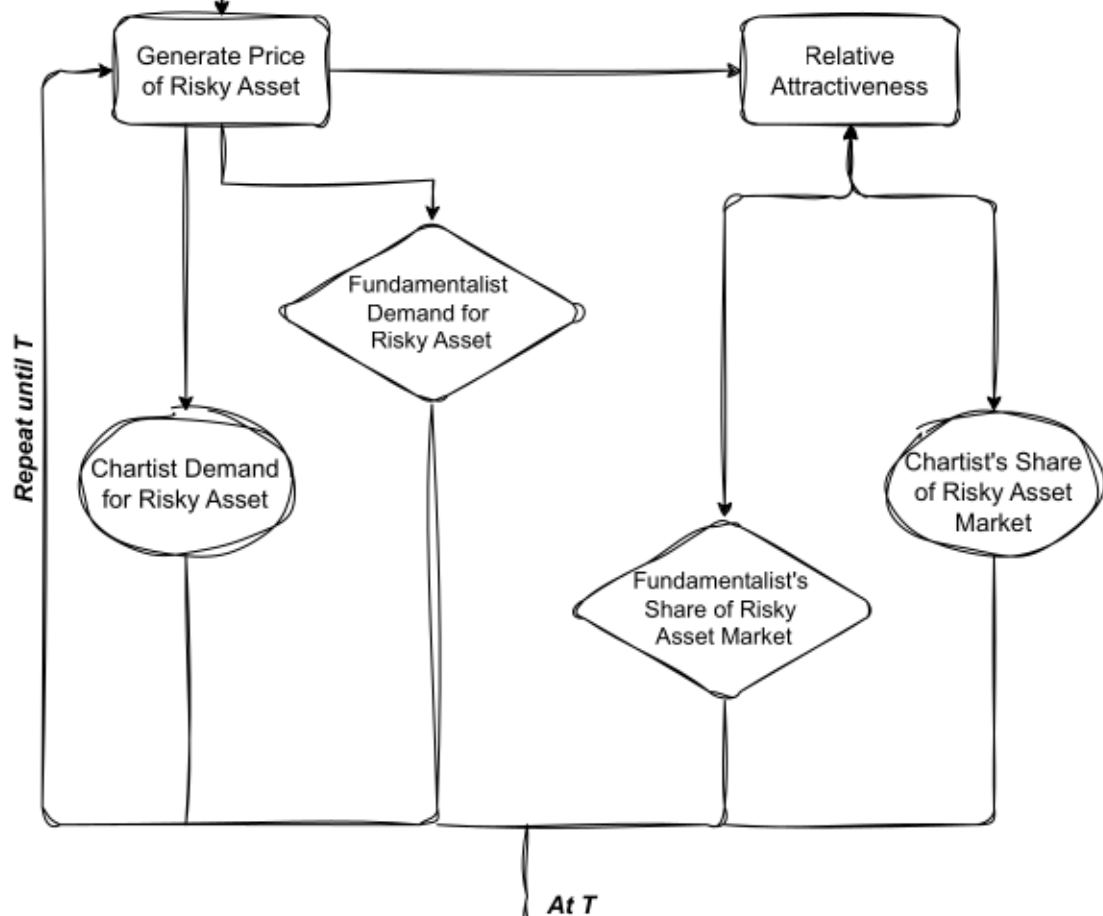 Generate Price
of Risky Asset
Relative
Attractiveness
Fundamentalist
Demand for
Risky Asset
Repeat until T
Chartist Demand
for Risky Asset
Chartist's Share
of Risky Asset
Market
Fundamentalist's
Share of Risky
Asset Market
At T